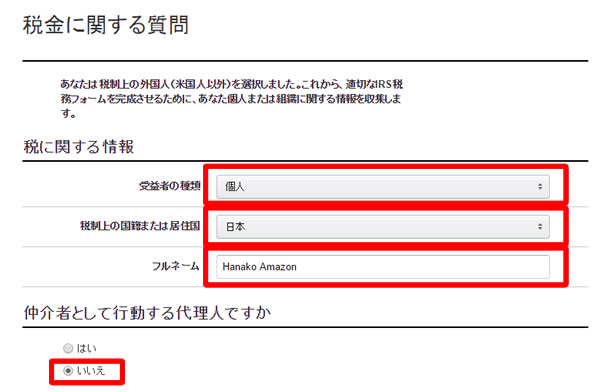 税金に関する質問
あなたは税制上の外国人(米国人以外)を選択しました。これから、適切なIRS税
務フォームを完成させるために、あなた個人または組織に関する情報を収集しま
す。
税に関する情報
受益者の種類 個人
税制上の国籍または居住国 日本
フルネーム Hanako Amazon
仲介者として行動する代理人ですか
はい
いいえ